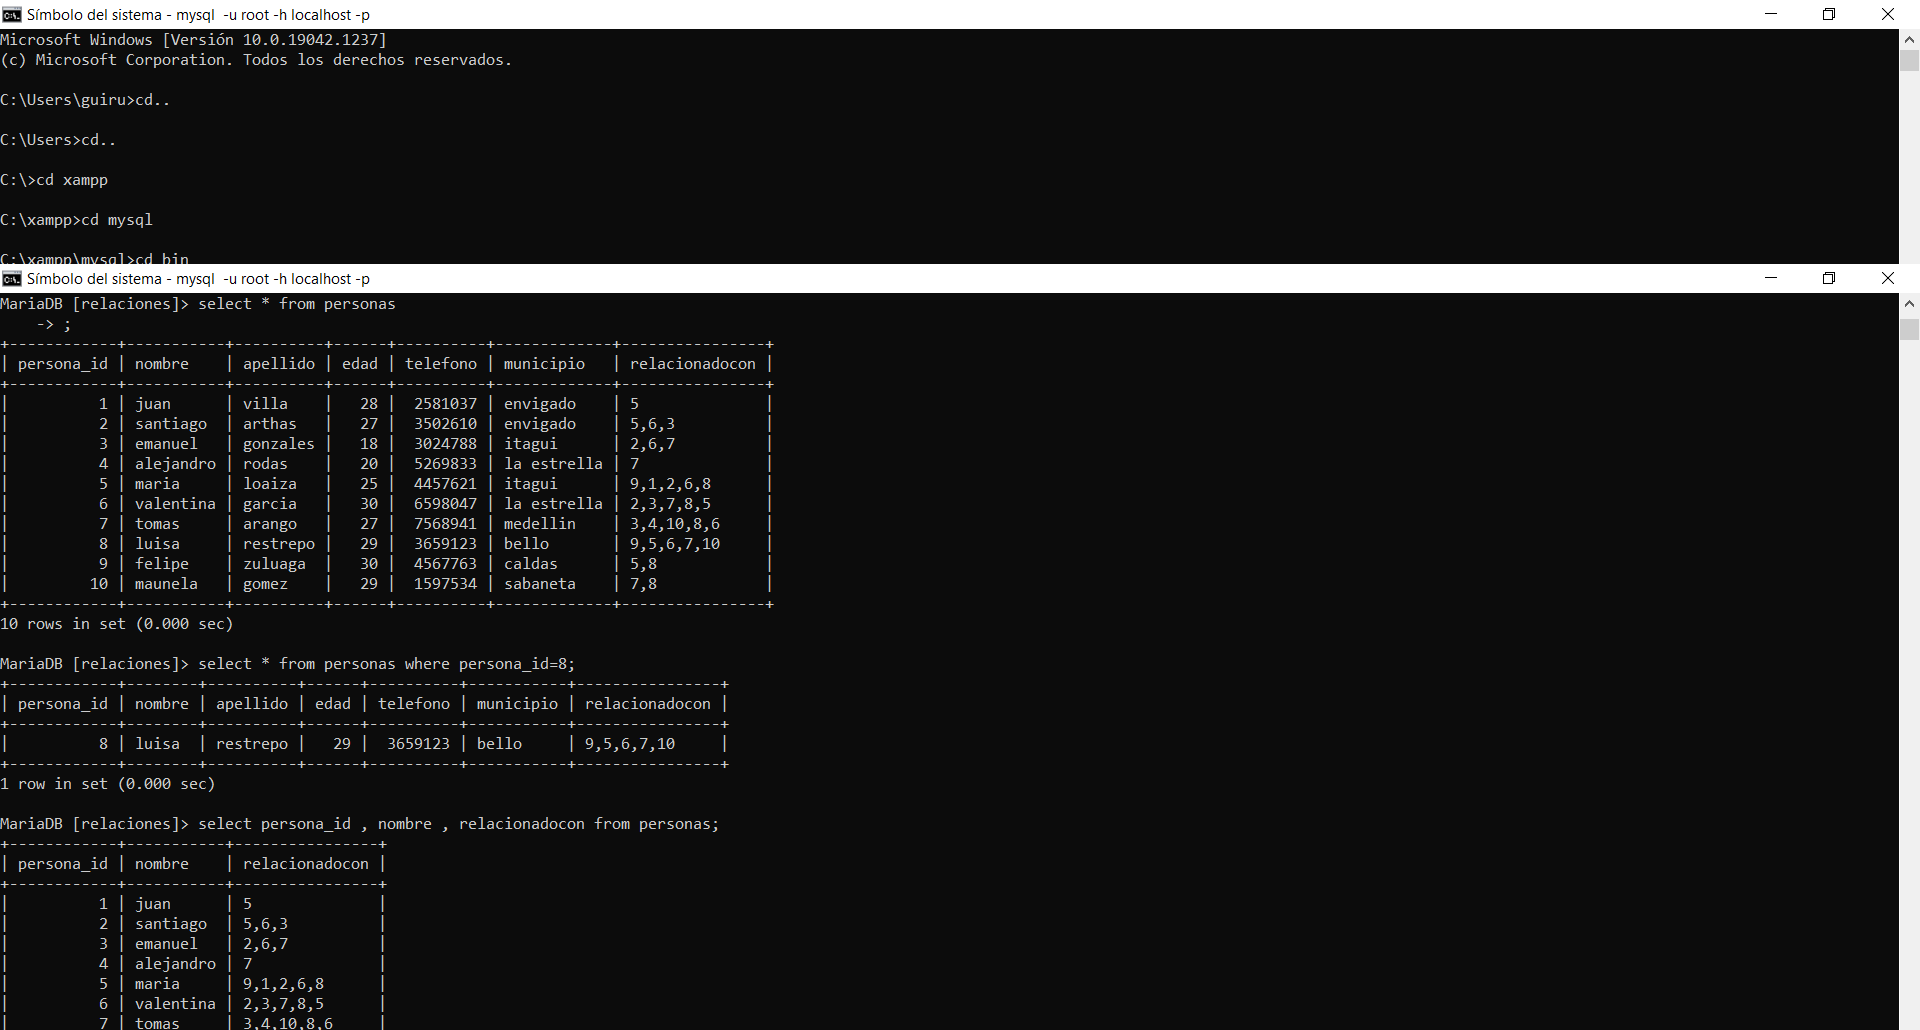 Símbolo del sistema - mysql  -u root -h localhost -p
Microsoft Windows [Versión 10.0.19042.1237]
(c) Microsoft Corporation. Todos los derechos reservados.
C:\Users\guiru>cd..
C:\Users>cd..
C:\>cd xampp
C:\xampp>cd mysql
C:\xampp\mysql>cd bin
Símbolo del sistema - mysql  -u root -h localhost -p
MariaDB [relaciones]> select * from personas
    -> ;
+------------+-----------+----------+------+----------+-------------+----------------+
| persona_id | nombre    | apellido | edad | telefono | municipio   | relacionadocon |
+------------+-----------+----------+------+----------+-------------+----------------+
|          1 | juan      | villa    |   28 |  2581037 | envigado    | 5              |
|          2 | santiago  | arthas   |   27 |  3502610 | envigado    | 5,6,3          |
|          3 | emanuel   | gonzales |   18 |  3024788 | itagui      | 2,6,7          |
|          4 | alejandro | rodas    |   20 |  5269833 | la estrella | 7              |
|          5 | maria     | loaiza   |   25 |  4457621 | itagui      | 9,1,2,6,8      |
|          6 | valentina | garcia   |   30 |  6598047 | la estrella | 2,3,7,8,5      |
|          7 | tomas     | arango   |   27 |  7568941 | medellin    | 3,4,10,8,6     |
|          8 | luisa     | restrepo |   29 |  3659123 | bello       | 9,5,6,7,10     |
|          9 | felipe    | zuluaga  |   30 |  4567763 | caldas      | 5,8            |
|         10 | maunela   | gomez    |   29 |  1597534 | sabaneta    | 7,8            |
+------------+-----------+----------+------+----------+-------------+----------------+
10 rows in set (0.000 sec)
MariaDB [relaciones]> select * from personas where persona_id=8;
+------------+--------+----------+------+----------+-----------+----------------+
| persona_id | nombre | apellido | edad | telefono | municipio | relacionadocon |
+------------+--------+----------+------+----------+-----------+----------------+
|          8 | luisa  | restrepo |   29 |  3659123 | bello     | 9,5,6,7,10     |
+------------+--------+----------+------+----------+-----------+----------------+
1 row in set (0.000 sec)
MariaDB [relaciones]> select persona_id , nombre , relacionadocon from personas;
+------------+-----------+----------------+
| persona_id | nombre    | relacionadocon |
+------------+-----------+----------------+
|          1 | juan      | 5              |
|          2 | santiago  | 5,6,3          |
|          3 | emanuel   | 2,6,7          |
|          4 | alejandro | 7              |
|          5 | maria     | 9,1,2,6,8      |
|          6 | valentina | 2,3,7,8,5      |
|          7 | tomas     | 3,4,10,8,6     |